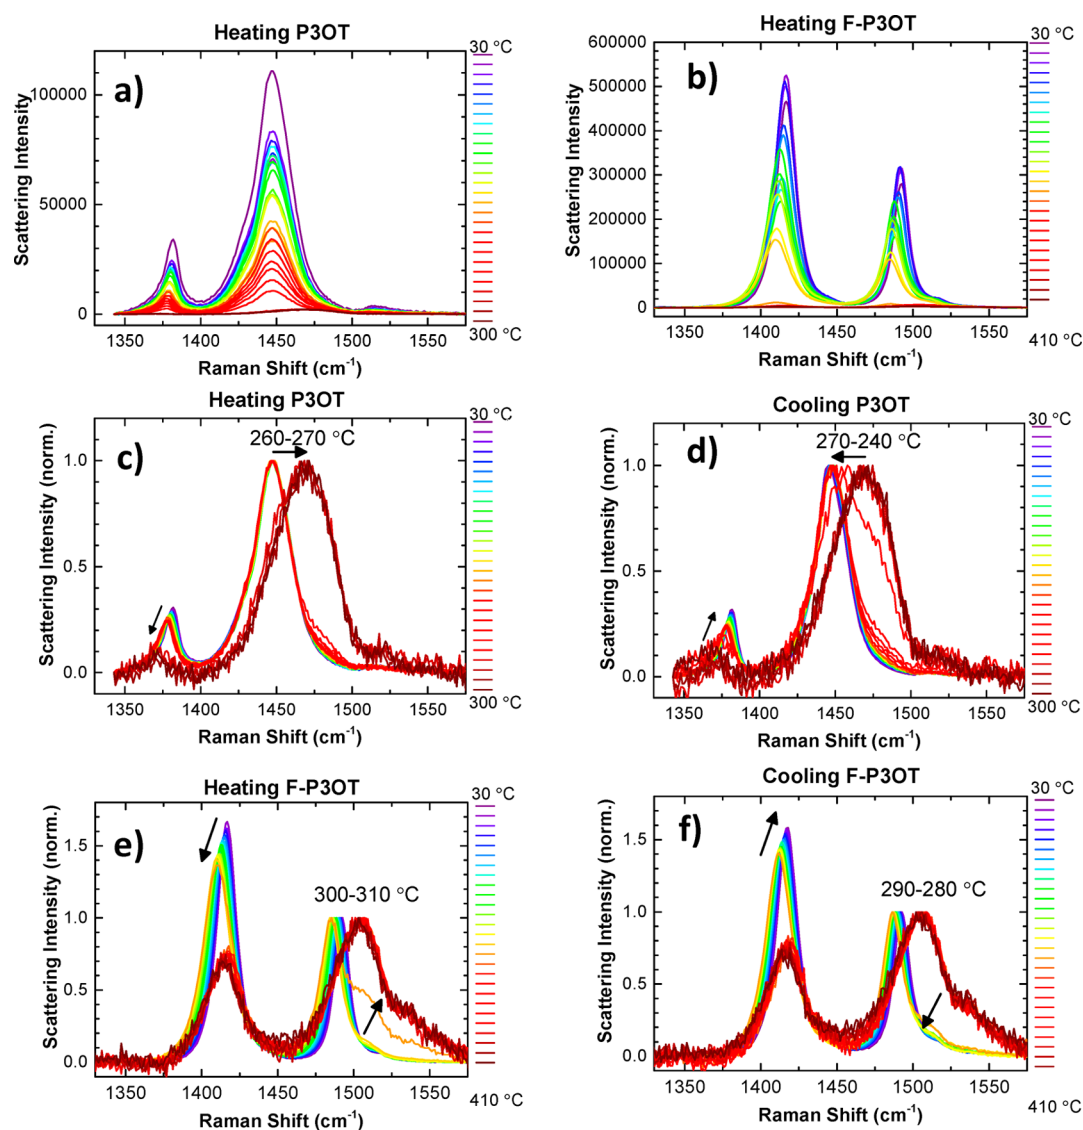 Heating P3OT
30 °C
a)
100000
50000
0
Scattering Intensity
1350 1400 1450 1500 1550
Raman Shift (cm-1)
300 °C
Heating F-P3OT
30 °C
b)
600000
500000
400000
300000
200000
100000
0
Scattering Intensity
1350 1400 1450 1500 1550
Raman Shift (cm-1)
410 °C
Heating P3OT
30 °C
c)
260-270 °C
1.0
0.5
0.0
Scattering Intensity (norm.)
1350 1400 1450 1500 1550
Raman Shift (cm-1)
300 °C
Cooling P3OT
30 °C
d)
270-240 °C
1.0
0.5
0.0
Scattering Intensity (norm.)
1350 1400 1450 1500 1550
Raman Shift (cm-1)
300 °C
Heating F-P3OT
30 °C
e)
300-310 °C
1.5
1.0
0.5
0.0
Scattering Intensity (norm.)
1350 1400 1450 1500 1550
Raman Shift (cm-1)
410 °C
Cooling F-P3OT
30 °C
f)
290-280 °C
1.5
1.0
0.5
0.0
Scattering Intensity (norm.)
1350 1400 1450 1500 1550
Raman Shift (cm-1)
410 °C